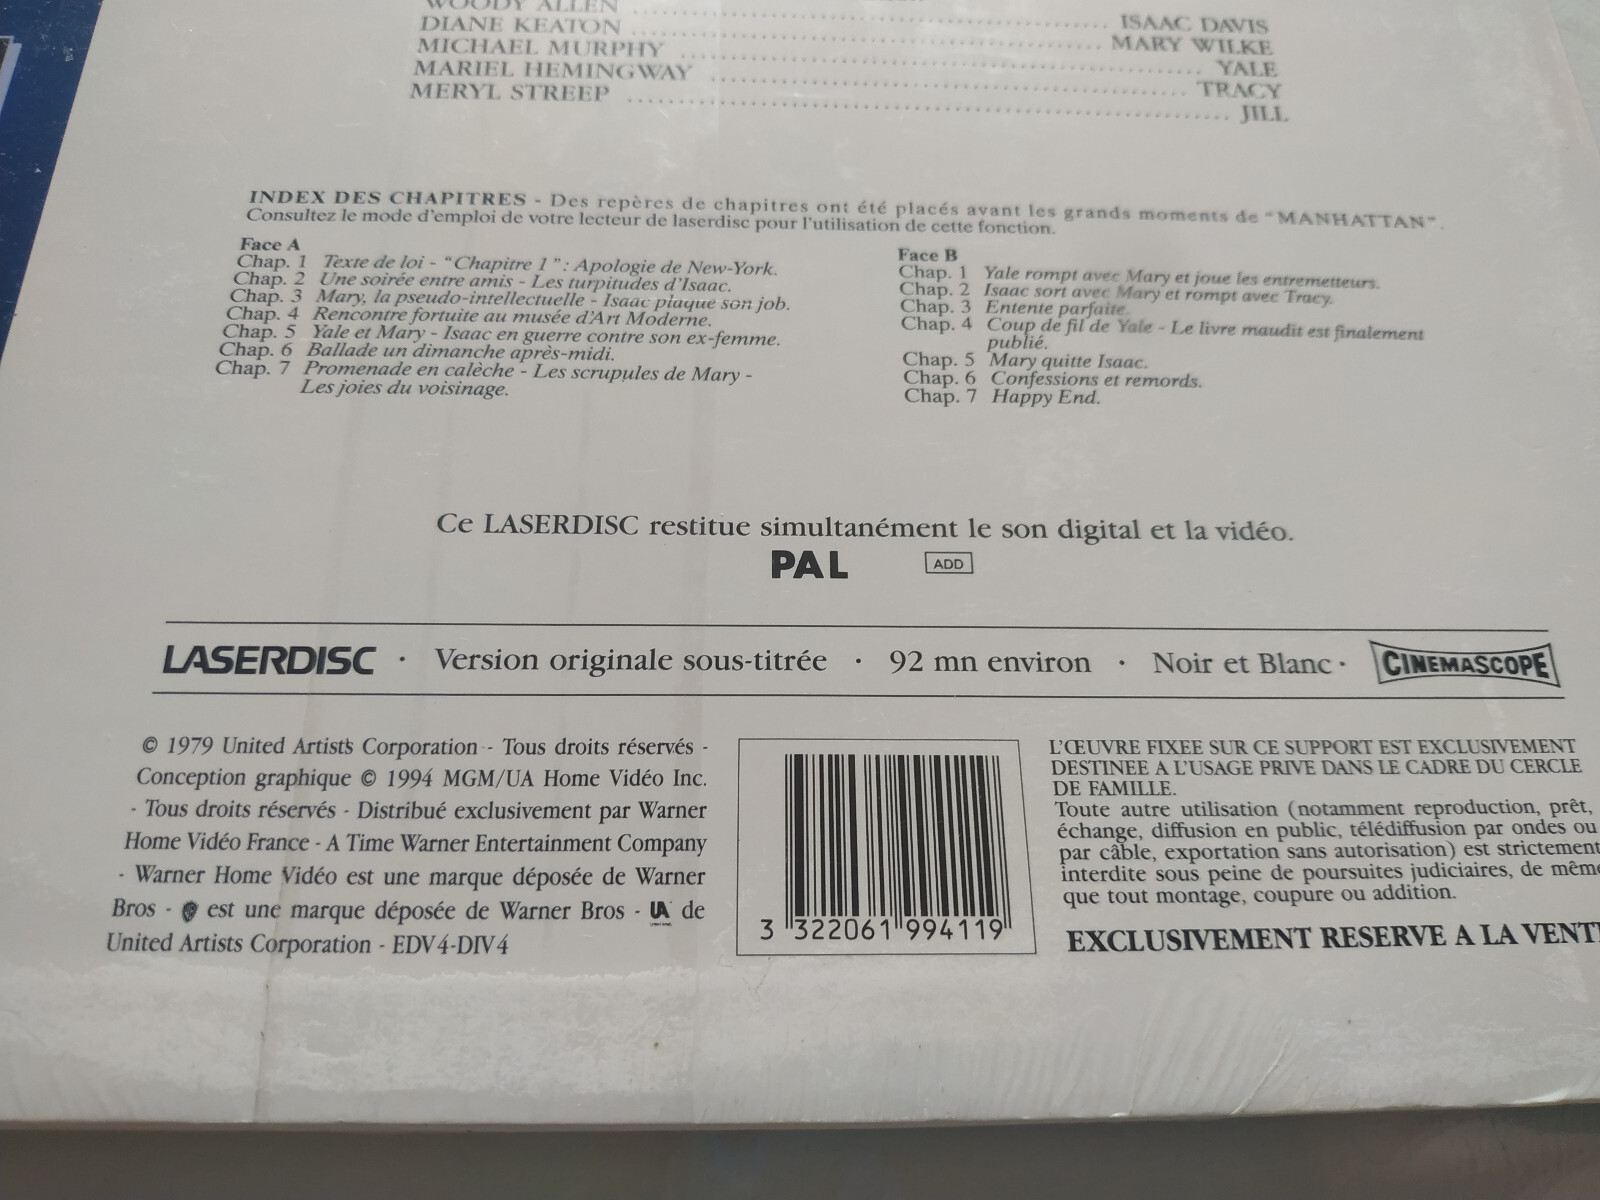 WOODY ALLEN ISAAC DAVIS
DIANE KEATON MARY WILKE
MICHAEL MURPHY YALE
MARIEL HEMINGWAY TRACY
MERYL STREEP JILL
INDEX DES CHAPITRES - Des repères de chapitres ont été placés avant les grands moments de "MANHATTAN".
Consultez le mode d'emploi de votre lecteur de laserdisc pour l'utilisation de cette fonction.
Face A
Chap. 1 Texte de loi - "Chapitre 1": Apologie de New-York.
Chap. 2 Une soirée entre amis - Les turpitudes d'Isaac.
Chap. 3 Mary, la pseudo-intellectuelle - Isaac plaque son job.
Chap. 4 Rencontre fortuite au musée d'Art Moderne.
Chap. 5 Yale et Mary - Isaac en guerre contre son ex-femme.
Chap. 6 Ballade un dimanche après-midi.
Chap. 7 Promenade en calèche - Les scrupules de Mary -
Les joies du voisinage.
Face B
Chap. 1 Yale rompt avec Mary et joue les entremetteurs.
Chap. 2 Isaac sort avec Mary et rompt avec Tracy.
Chap. 3 Entente parfaite.
Chap. 4 Coup de fil de Yale - Le livre maudit est finalement
publié.
Chap. 5 Mary quitte Isaac.
Chap. 6 Confessions et remords.
Chap. 7 Happy End.
Ce LASERDISC restitue simultanément le son digital et la vidéo.
PAL ADD
LASERDISC · Version originale sous-titrée · 92 mn environ · Noir et Blanc · CINEMASCOPE
© 1979 United Artists Corporation - Tous droits réservés -
Conception graphique © 1994 MGM/UA Home Vidéo Inc.
- Tous droits réservés - Distribué exclusivement par Warner
Home Vidéo France - A Time Warner Entertainment Company
- Warner Home Vidéo est une marque déposée de Warner
Bros - est une marque déposée de Warner Bros - UA de
United Artists Corporation - EDV4-DIV4
3 322061 994119
L'ŒUVRE FIXEE SUR CE SUPPORT EST EXCLUSIVEMENT
DESTINEE A L'USAGE PRIVE DANS LE CADRE DU CERCLE
DE FAMILLE.
Toute autre utilisation (notamment reproduction, prêt,
échange, diffusion en public, télédiffusion par ondes ou
par câble, exportation sans autorisation) est strictement
interdite sous peine de poursuites judiciaires, de même
que tout montage, coupure ou addition.
EXCLUSIVEMENT RESERVE A LA VENTE